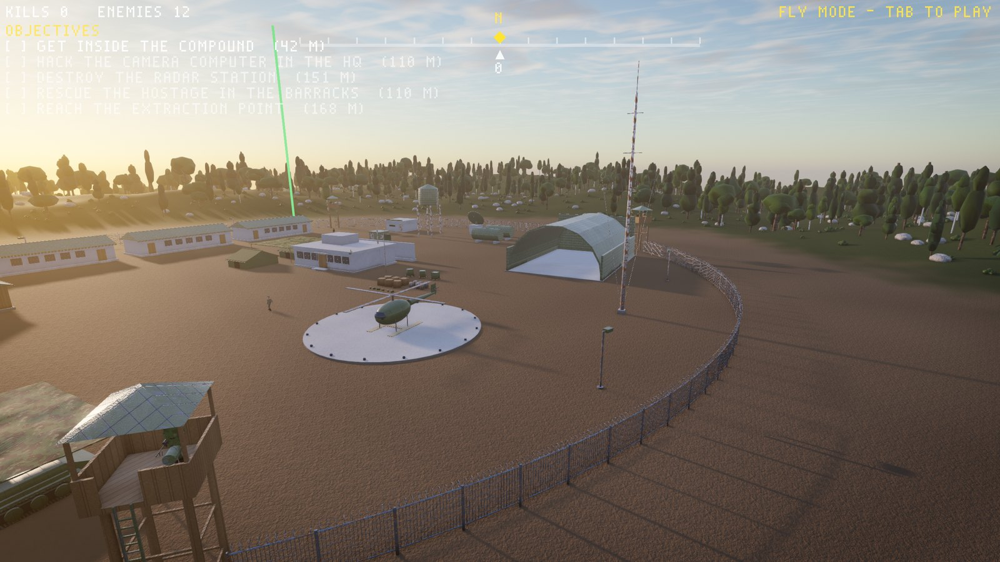 KILLS 0   ENEMIES 12
FLY MODE - TAB TO PLAY
N
OBJECTIVES
[ ] GET INSIDE THE COMPOUND  (42 M)
[ ] HACK THE CAMERA COMPUTER IN THE HQ  (110 M)
[ ] DESTROY THE RADAR STATION  (151 M)
[ ] RESCUE THE HOSTAGE IN THE BARRACKS  (110 M)
[ ] REACH THE EXTRACTION POINT  (168 M)
0